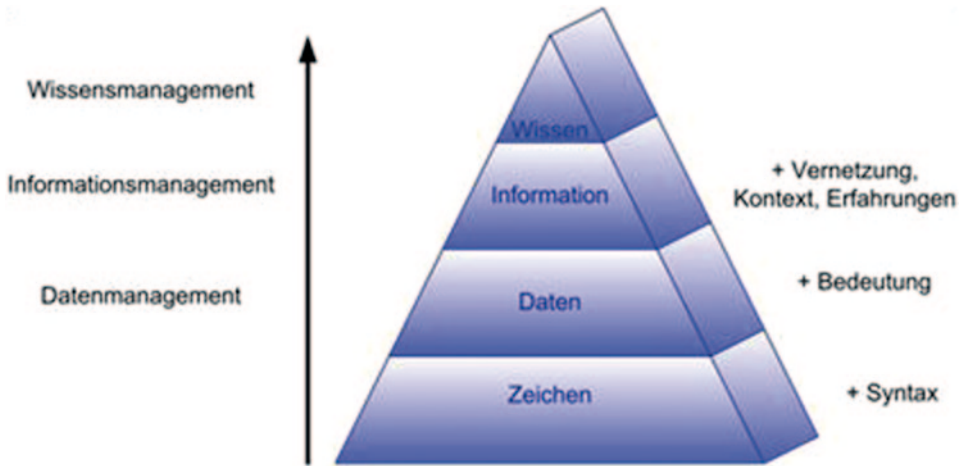 Wissensmanagement
Wissen
Informationsmanagement
Information
+ Vernetzung,
Kontext, Erfahrungen
Datenmanagement
Daten
+ Bedeutung
Zeichen
+ Syntax